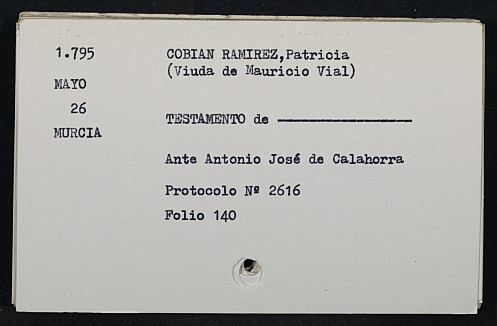 1.795
MAYO
26
MURCIA
COBIAN RAMIREZ,Patricia
(Viuda de Mauricio Vial)
TESTAMENTO de ------------------
Ante Antonio José de Calahorra
Protocolo Nº 2616
Folio 140